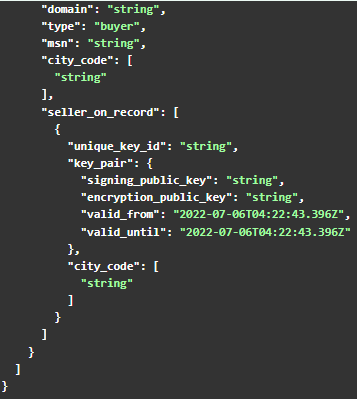 "domain": "string",
"type": "buyer",
"msn": "string",
"city_code": [
"string"
],
"seller_on_record": [
{
"unique_key_id": "string",
"key_pair": {
"signing_public_key": "string",
"encryption_public_key": "string",
"valid_from": "2022-07-06T04:22:43.396Z",
"valid_until": "2022-07-06T04:22:43.396Z"
},
"city_code": [
"string"
]
}
]
}
]
}